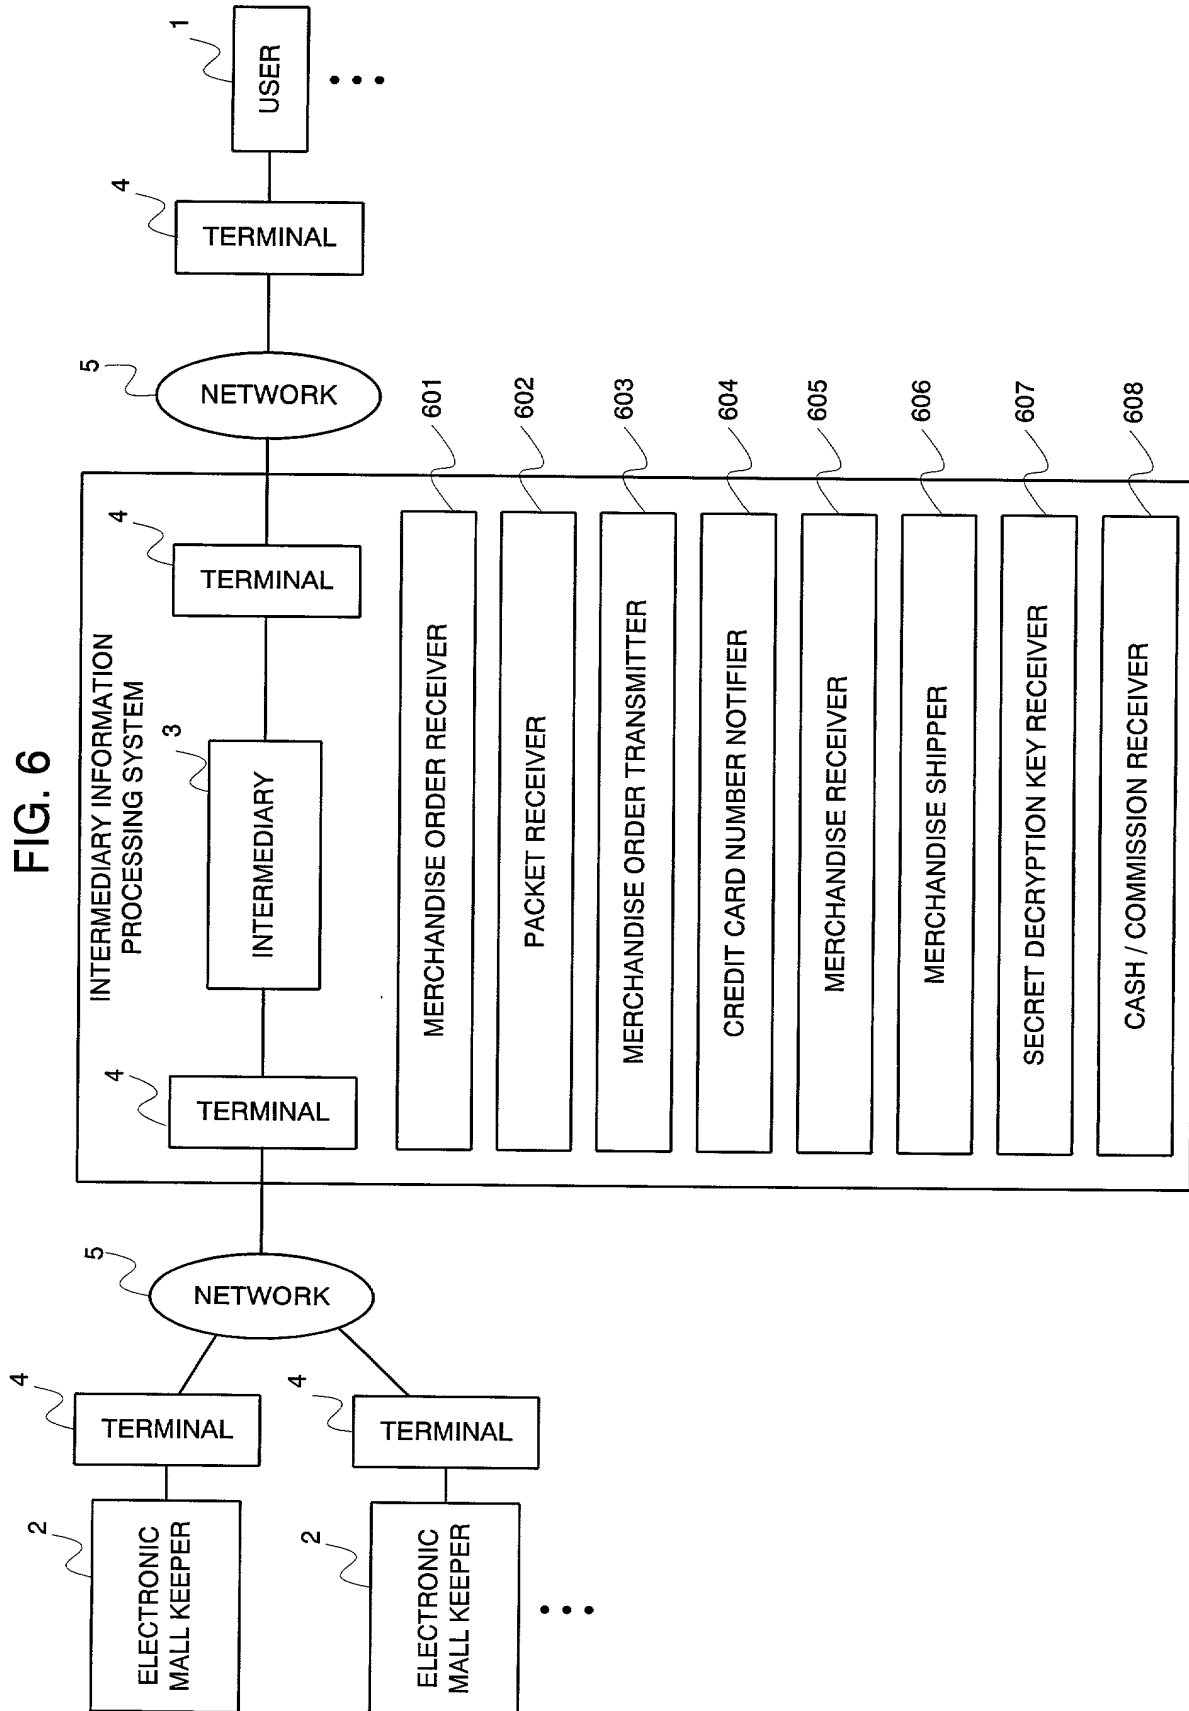 FIG. 6
INTERMEDIARY INFORMATION
PROCESSING SYSTEM
2
ELECTRONIC
MALL KEEPER
4
TERMINAL
2
ELECTRONIC
MALL KEEPER
4
TERMINAL
5
NETWORK
4
TERMINAL
3
INTERMEDIARY
4
TERMINAL
5
NETWORK
4
TERMINAL
1
USER
MERCHANDISE ORDER RECEIVER
601
PACKET RECEIVER
602
MERCHANDISE ORDER TRANSMITTER
603
CREDIT CARD NUMBER NOTIFIER
604
MERCHANDISE RECEIVER
605
MERCHANDISE SHIPPER
606
SECRET DECRYPTION KEY RECEIVER
607
CASH / COMMISSION RECEIVER
608